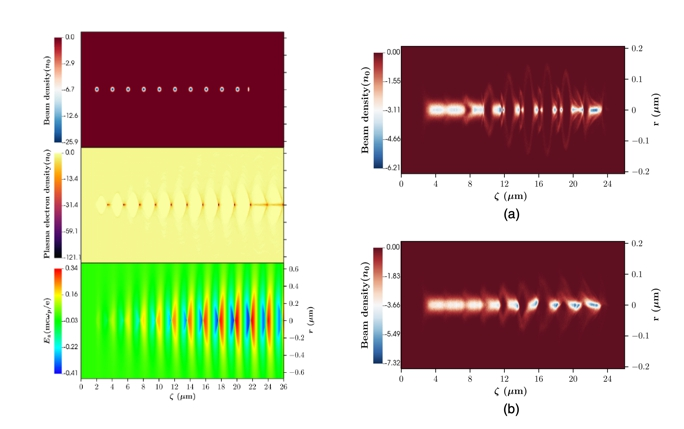 Beam density(n₀)
0.0
−2.9
−6.7
−12.6
−25.9
Plasma electron density(n₀)
0.0
−13.4
−31.4
−59.1
−121.1
0.34
0.16
−0.03
−0.22
−0.41
0.6
0.4
0.2
0
−0.2
−0.4
−0.6
r (μm)
0 2 4 6 8 10 12 14 16 18 20 22 24 26
ζ (μm)
Beam density(n₀)
0.00
−1.55
−3.11
−4.66
−6.21
0.2
0.1
0
−0.1
−0.2
r (μm)
0 4 8 12 16 20 24
ζ (μm)
(a)
Beam density(n₀)
0.00
−1.83
−3.66
−5.49
−7.32
0.2
0.1
0
−0.1
−0.2
r (μm)
0 4 8 12 16 20 24
ζ (μm)
(b)